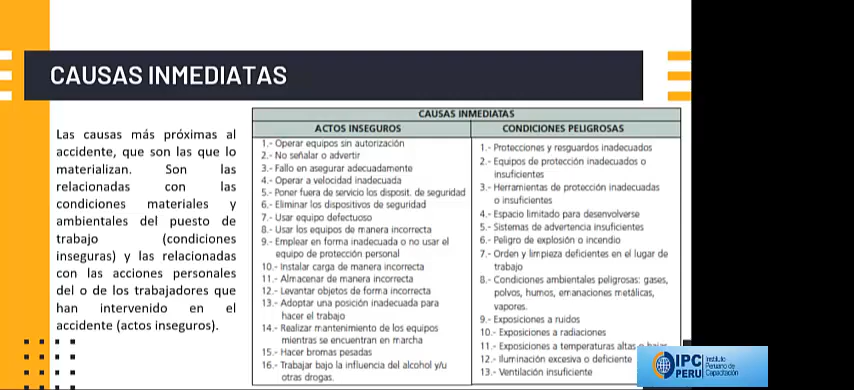 CAUSAS INMEDIATAS
Las causas más próximas al
accidente, que son las que lo
materializan. Son las
relacionadas con las
condiciones materiales y
ambientales del puesto de
trabajo (condiciones
inseguras) y las relacionadas
con las acciones personales
del o de los trabajadores que
han intervenido en el
accidente (actos inseguros).
CAUSAS INMEDIATAS
ACTOS INSEGUROS
1.- Operar equipos sin autorización
2.- No señalar o advertir
3.- Fallo en asegurar adecuadamente
4.- Operar a velocidad inadecuada
5.- Poner fuera de servicio los disposit. de seguridad
6.- Eliminar los dispositivos de seguridad
7.- Usar equipo defectuoso
8.- Usar los equipos de manera incorrecta
9.- Emplear en forma inadecuada o no usar el
equipo de protección personal
10.- Instalar carga de manera incorrecta
11.- Almacenar de manera incorrecta
12.- Levantar objetos de forma incorrecta
13.- Adoptar una posición inadecuada para
hacer el trabajo
14.- Realizar mantenimiento de los equipos
mientras se encuentran en marcha
15.- Hacer bromas pesadas
16.- Trabajar bajo la influencia del alcohol y/u
otras drogas.
CONDICIONES PELIGROSAS
1.- Protecciones y resguardos inadecuados
2.- Equipos de protección inadecuados o
insuficientes
3.- Herramientas de protección inadecuadas
o insuficientes
4.- Espacio limitado para desenvolverse
5.- Sistemas de advertencia insuficientes
6.- Peligro de explosión o incendio
7.- Orden y limpieza deficientes en el lugar de
trabajo
8.- Condiciones ambientales peligrosas: gases,
polvos, humos, emanaciones metálicas,
vapores.
9.- Exposiciones a ruidos
10.- Exposiciones a radiaciones
11.- Exposiciones a temperaturas altas
12.- Iluminación excesiva o deficiente
13.- Ventilación insuficiente
IPC
PERU
Instituto
Peruano de
Capacitación